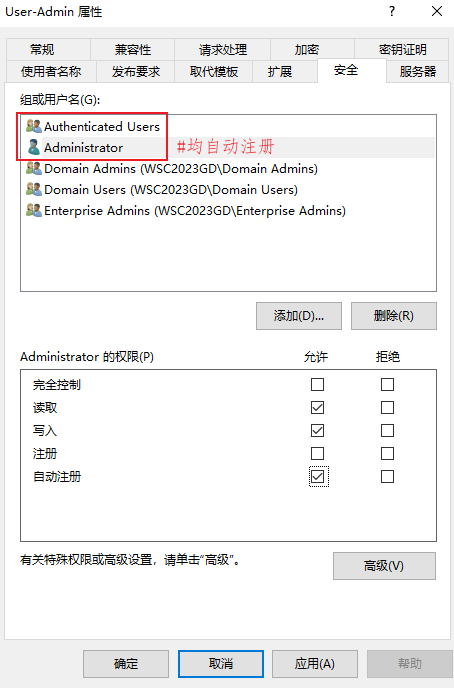 User-Admin 属性
?
常规 兼容性 请求处理 加密 密钥证明
使用者名称 发布要求 取代模板 扩展 安全 服务器
组或用户名(G):
Authenticated Users
Administrator #均自动注册
Domain Admins (WSC2023GD\Domain Admins)
Domain Users (WSC2023GD\Domain Users)
Enterprise Admins (WSC2023GD\Enterprise Admins)
添加(D)... 删除(R)
Administrator 的权限(P) 允许 拒绝
完全控制
读取
写入
注册
自动注册
有关特殊权限或高级设置，请单击“高级”。
高级(V)
确定 取消 应用(A) 帮助